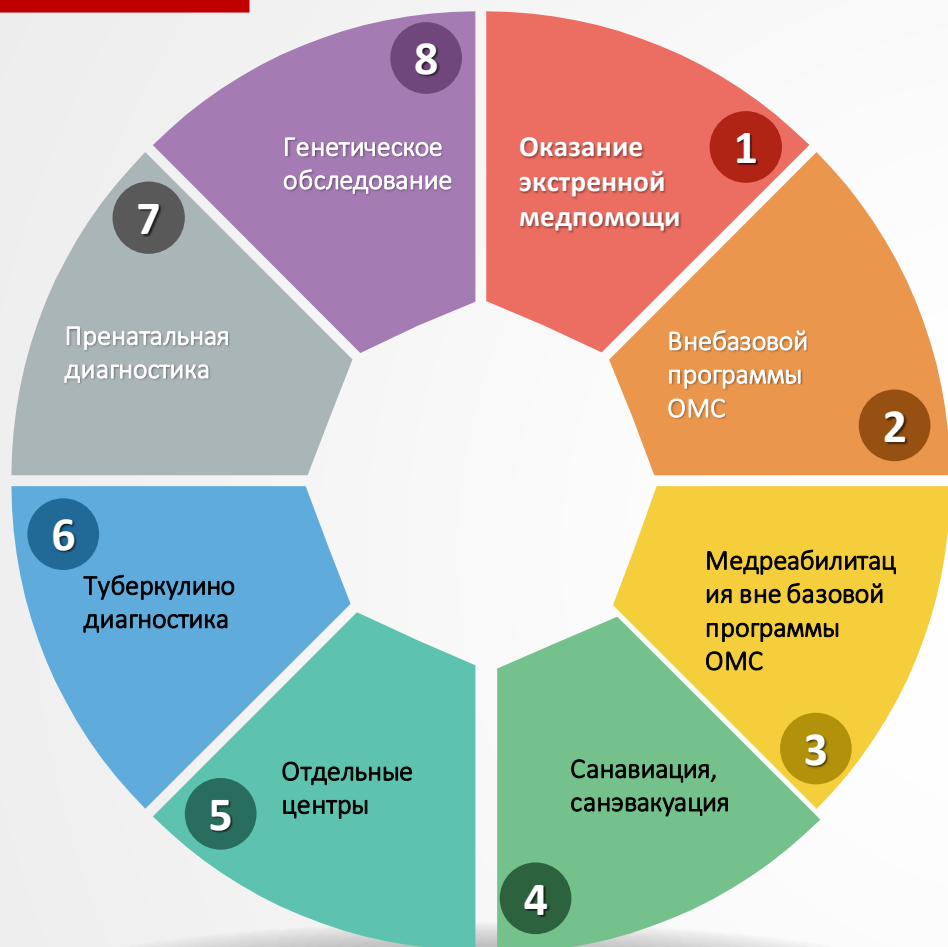 1
Оказание
экстренной
медпомощи
2
Внебазовой
программы
ОМС
3
Медреабилитац
ия вне базовой
программы
ОМС
4
Санавиация,
санэвакуация
5
Отдельные
центры
6
Туберкулино
диагностика
7
Пренатальная
диагностика
8
Генетическое
обследование